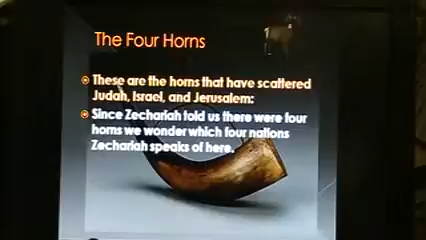 The Four Horns
These are the horns that have scattered
Judah, Israel, and Jerusalem:
Since Zechariah told us there were four
horns we wonder which four nations
Zechariah speaks of here.